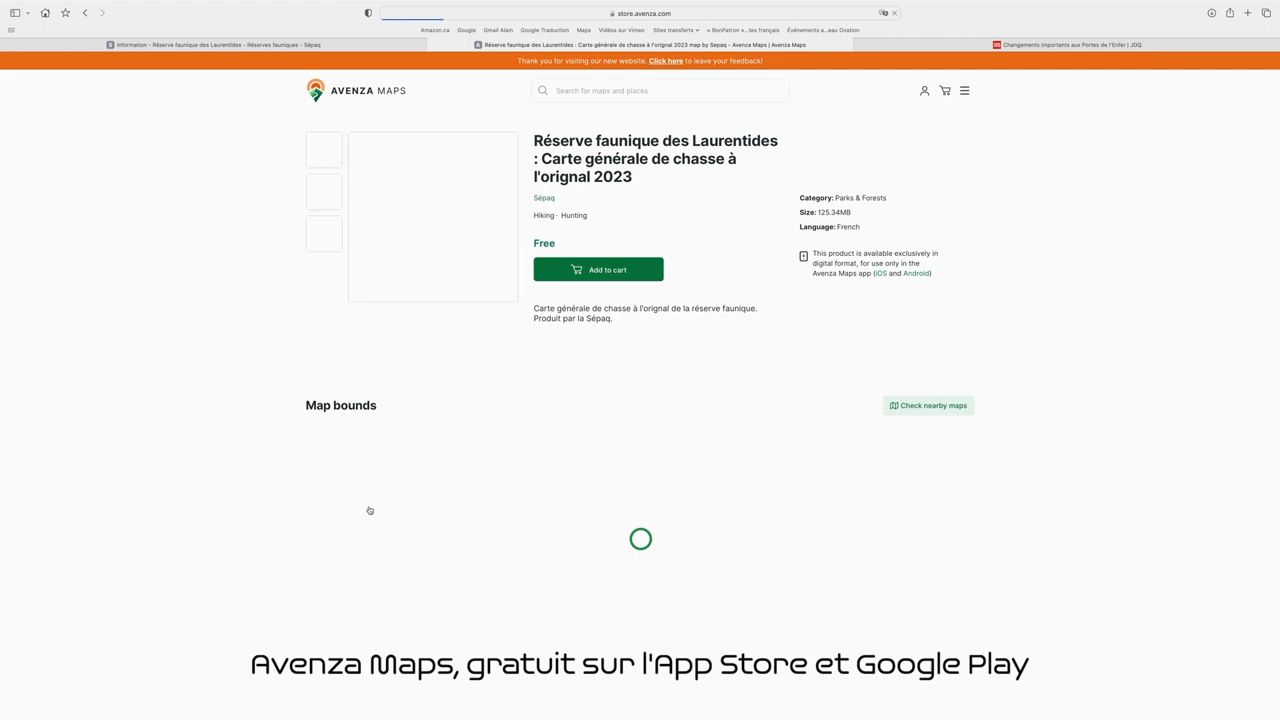 store.avenza.com
Amazon.ca Google Gmail Alain Google Traduction Maps Vidéos sur Vimeo Sites transferts « BonPatron »...tes français Événements a...eau Ovation
S Information - Réserve faunique des Laurentides - Réserves fauniques - Sépaq
A Réserve faunique des Laurentides : Carte générale de chasse à l'orignal 2023 map by Sepaq - Avenza Maps | Avenza Maps
Changements importants aux Portes de l'Enfer | JDQ
Thank you for visiting our new website. Click here to leave your feedback!
AVENZA MAPS
Search for maps and places
Réserve faunique des Laurentides
: Carte générale de chasse à
l'orignal 2023
Sépaq
Hiking · Hunting
Free
Add to cart
Carte générale de chasse à l'orignal de la réserve faunique.
Produit par la Sépaq.
Category: Parks & Forests
Size: 125.34MB
Language: French
This product is available exclusively in
digital format, for use only in the
Avenza Maps app (iOS and Android)
Map bounds
Check nearby maps
Avenza Maps, gratuit sur l'App Store et Google Play